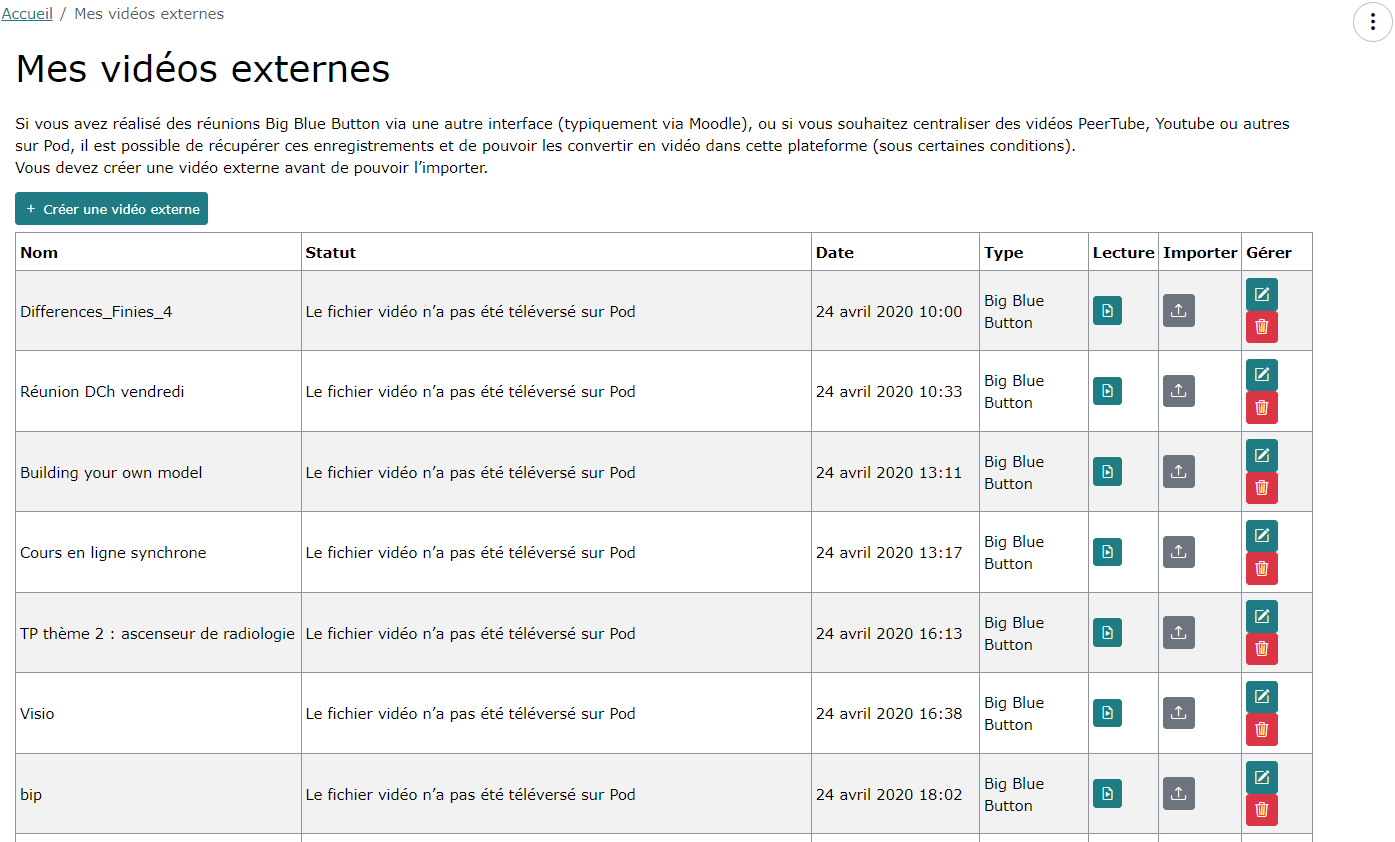 Accueil / Mes vidéos externes
Mes vidéos externes
Si vous avez réalisé des réunions Big Blue Button via une autre interface (typiquement via Moodle), ou si vous souhaitez centraliser des vidéos PeerTube, Youtube ou autres
sur Pod, il est possible de récupérer ces enregistrements et de pouvoir les convertir en vidéo dans cette plateforme (sous certaines conditions).
Vous devez créer une vidéo externe avant de pouvoir l’importer.
+ Créer une vidéo externe
Nom Statut Date Type Lecture Importer Gérer
Differences_Finies_4 Le fichier vidéo n’a pas été téléversé sur Pod 24 avril 2020 10:00 Big Blue
Button
Réunion DCh vendredi Le fichier vidéo n’a pas été téléversé sur Pod 24 avril 2020 10:33 Big Blue
Button
Building your own model Le fichier vidéo n’a pas été téléversé sur Pod 24 avril 2020 13:11 Big Blue
Button
Cours en ligne synchrone Le fichier vidéo n’a pas été téléversé sur Pod 24 avril 2020 13:17 Big Blue
Button
TP thème 2 : ascenseur de radiologie Le fichier vidéo n’a pas été téléversé sur Pod 24 avril 2020 16:13 Big Blue
Button
Visio Le fichier vidéo n’a pas été téléversé sur Pod 24 avril 2020 16:38 Big Blue
Button
bip Le fichier vidéo n’a pas été téléversé sur Pod 24 avril 2020 18:02 Big Blue
Button